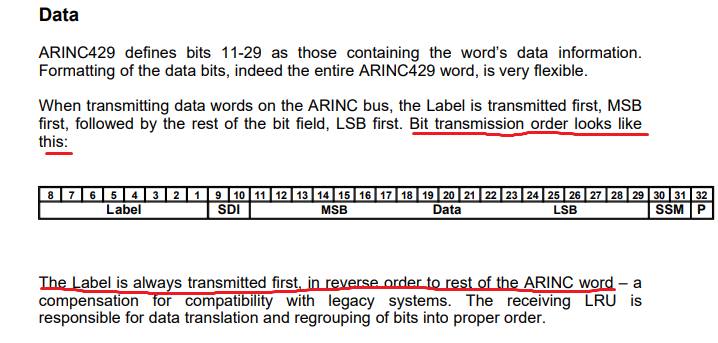 Data
ARINC429 defines bits 11-29 as those containing the word's data information.
Formatting of the data bits, indeed the entire ARINC429 word, is very flexible.
When transmitting data words on the ARINC bus, the Label is transmitted first, MSB
first, followed by the rest of the bit field, LSB first. Bit transmission order looks like
this:
8 7 6 5 4 3 2 1 9 10 11 12 13 14 15 16 17 18 19 20 21 22 23 24 25 26 27 28 29 30 31 32
Label SDI MSB Data LSB SSM P
The Label is always transmitted first, in reverse order to rest of the ARINC word – a
compensation for compatibility with legacy systems. The receiving LRU is
responsible for data translation and regrouping of bits into proper order.